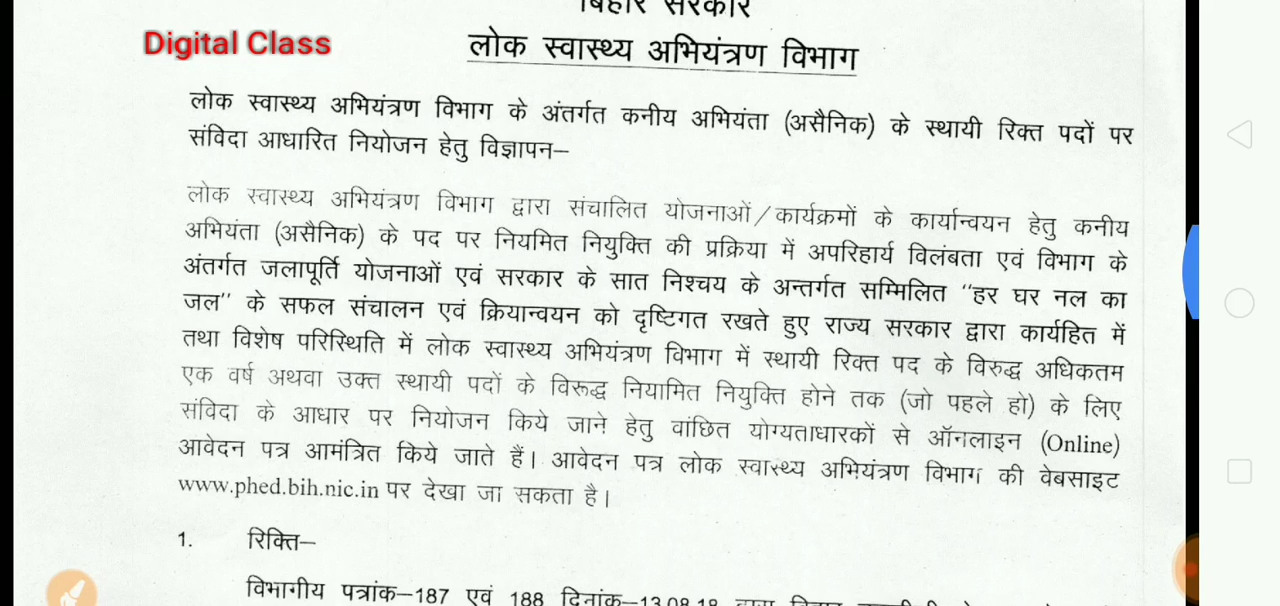 बिहार सरकार
Digital Class
लोक स्वास्थ्य अभियंत्रण विभाग
लोक स्वास्थ्य अभियंत्रण विभाग के अंतर्गत कनीय अभियंता (असैनिक) के स्थायी रिक्त पदों पर
संविदा आधारित नियोजन हेतु विज्ञापन–
लोक स्वास्थ्य अभियंत्रण विभाग द्वारा संचालित योजनाओं/कार्यक्रमों के कार्यान्वयन हेतु कनीय
अभियंता (असैनिक) के पद पर नियमित नियुक्ति की प्रक्रिया में अपरिहार्य विलंबता एवं विभाग के
अंतर्गत जलापूर्ति योजनाओं एवं सरकार के सात निश्चय के अन्तर्गत सम्मिलित "हर घर नल का
जल" के सफल संचालन एवं क्रियान्वयन को दृष्टिगत रखते हुए राज्य सरकार द्वारा कार्यहित में
तथा विशेष परिस्थिति में लोक स्वास्थ्य अभियंत्रण विभाग में स्थायी रिक्त पद के विरुद्ध अधिकतम
एक वर्ष अथवा उक्त स्थायी पदों के विरूद्ध नियामित नियुक्ति होने तक (जो पहले हो) के लिए
संविदा के आधार पर नियोजन किये जाने हेतु वांछित योग्यताधारकों से ऑनलाइन (Online)
आवेदन पत्र आमंत्रित किये जाते हैं। आवेदन पत्र लोक स्वास्थ्य अभियंत्रण विभाग की वेबसाइट
www.phed.bih.nic.in पर देखा जा सकता है।
1. रिक्ति–
विभागीय पत्रांक–187 एवं 188 दिनांक–13.08.18 द्वारा बिहार